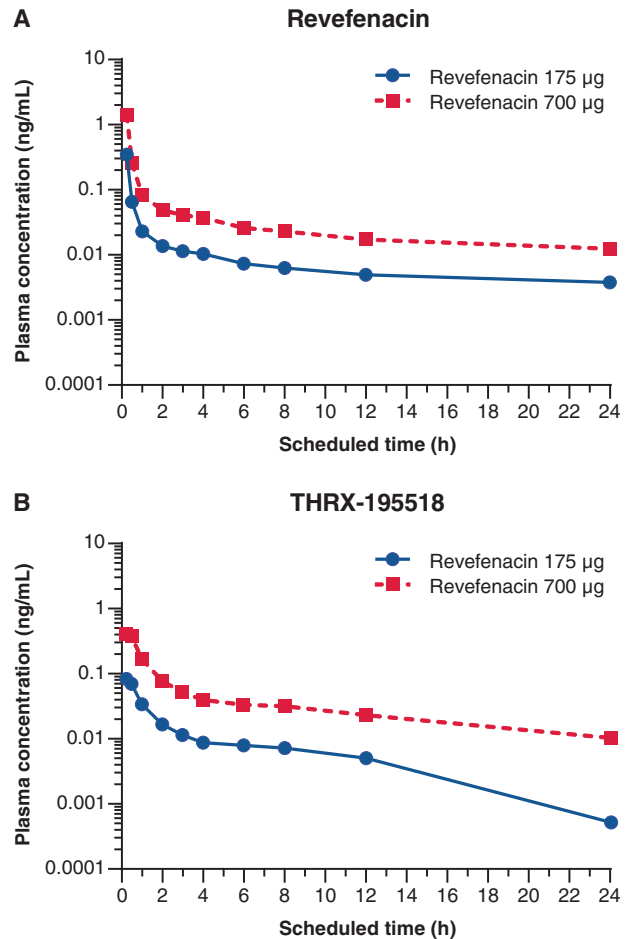 A
Revefenacin
Plasma concentration (ng/mL)
10
1
0.1
0.01
0.001
0.0001
Revefenacin 175 µg
Revefenacin 700 µg
0 2 4 6 8 10 12 14 16 18 20 22 24
Scheduled time (h)
B
THRX-195518
Plasma concentration (ng/mL)
10
1
0.1
0.01
0.001
0.0001
Revefenacin 175 µg
Revefenacin 700 µg
0 2 4 6 8 10 12 14 16 18 20 22 24
Scheduled time (h)